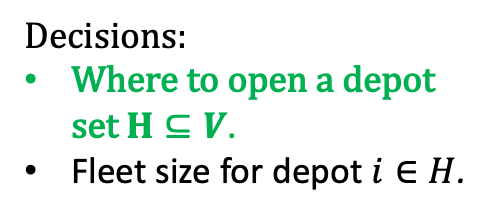 Decisions:
• Where to open a depot
set H ⊆ V.
• Fleet size for depot i ∈ H.